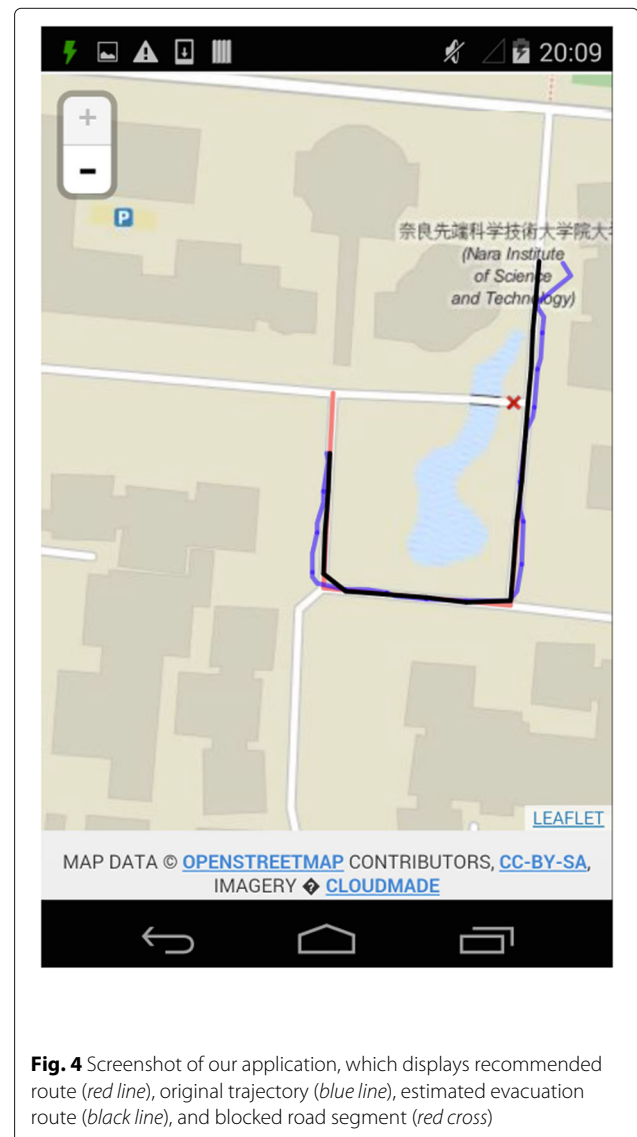 20:09
+
-
P
奈良先端科学技術大学院大
(Nara Institute
of Science
and Technology)
LEAFLET
MAP DATA © OPENSTREETMAP CONTRIBUTORS, CC-BY-SA,
IMAGERY � CLOUDMADE
Fig. 4 Screenshot of our application, which displays recommended
route (red line), original trajectory (blue line), estimated evacuation
route (black line), and blocked road segment (red cross)